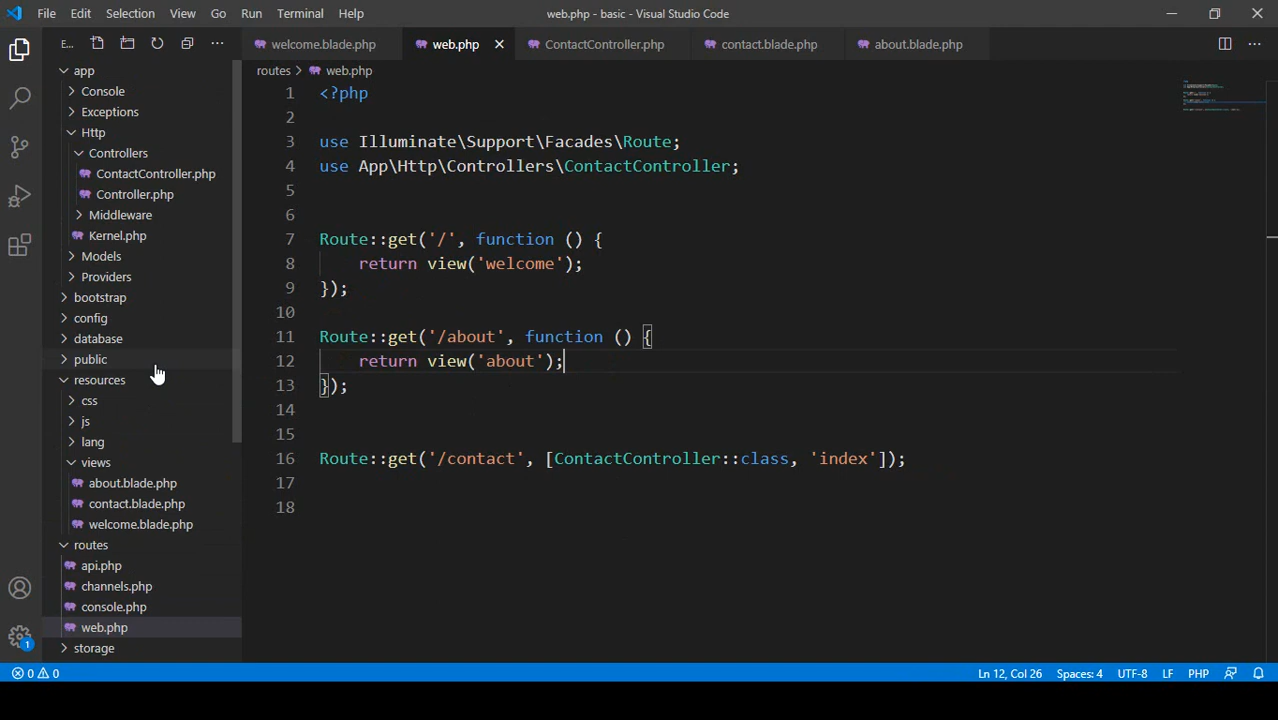 File Edit Selection View Go Run Terminal Help
web.php - basic - Visual Studio Code
E...
welcome.blade.php
web.php
ContactController.php
contact.blade.php
about.blade.php
app
Console
Exceptions
Http
Controllers
ContactController.php
Controller.php
Middleware
Kernel.php
Models
Providers
bootstrap
config
database
public
resources
css
js
lang
views
about.blade.php
contact.blade.php
welcome.blade.php
routes
api.php
channels.php
console.php
web.php
storage
routes > web.php
1 <?php
2
3 use Illuminate\Support\Facades\Route;
4 use App\Http\Controllers\ContactController;
5
6
7 Route::get('/', function () {
8     return view('welcome');
9 });
10
11 Route::get('/about', function () {
12     return view('about');
13 });
14
15
16 Route::get('/contact', [ContactController::class, 'index']);
17
18
1
0 0
Ln 12, Col 26 Spaces: 4 UTF-8 LF PHP